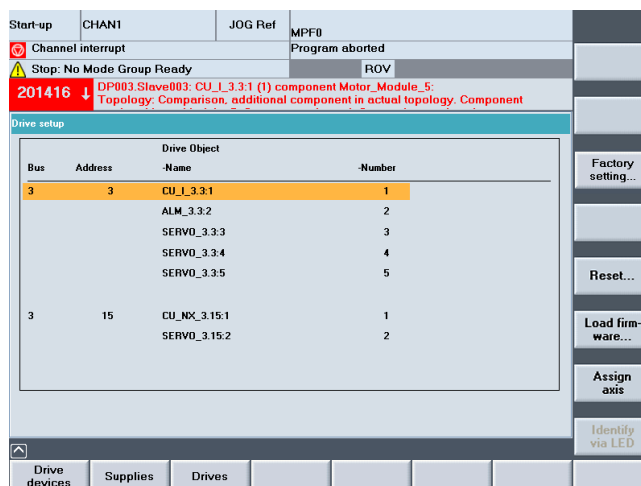 Start-up CHAN1 JOG Ref MPF0
Channel interrupt Program aborted
Stop: No Mode Group Ready ROV
201416 ↓ DP003.Slave003: CU_I_3.3:1 (1) component Motor_Module_5:
Topology: Comparison, additional component in actual topology. Component
Drive setup
Drive Object
Bus Address -Name -Number
3 3 CU_I_3.3:1 1
ALM_3.3:2 2
SERVO_3.3:3 3
SERVO_3.3:4 4
SERVO_3.3:5 5
3 15 CU_NX_3.15:1 1
SERVO_3.15:2 2
Factory
setting...
Reset...
Load firm-
ware...
Assign
axis
Identify
via LED
Drive
devices
Supplies
Drives